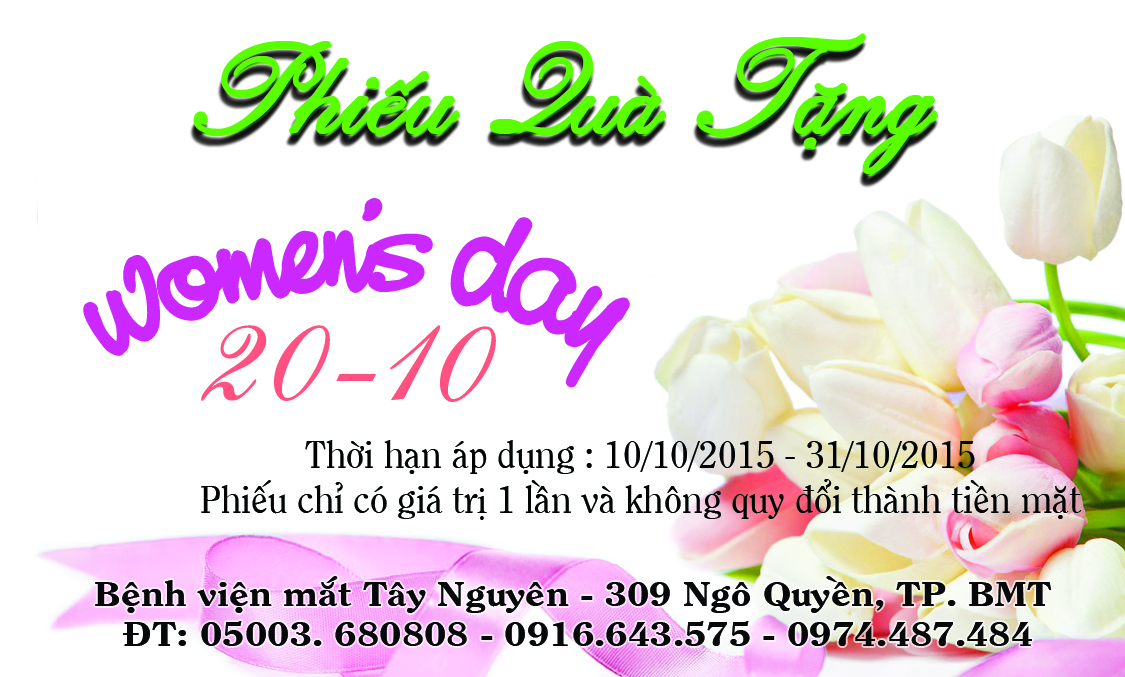 Phiếu Quà Tặng
women's day
20-10
Thời hạn áp dụng : 10/10/2015 - 31/10/2015
Phiếu chỉ có giá trị 1 lần và không quy đổi thành tiền mặt
Bệnh viện mắt Tây Nguyên - 309 Ngô Quyền, TP. BMT
ĐT: 05003. 680808 - 0916.643.575 - 0974.487.484